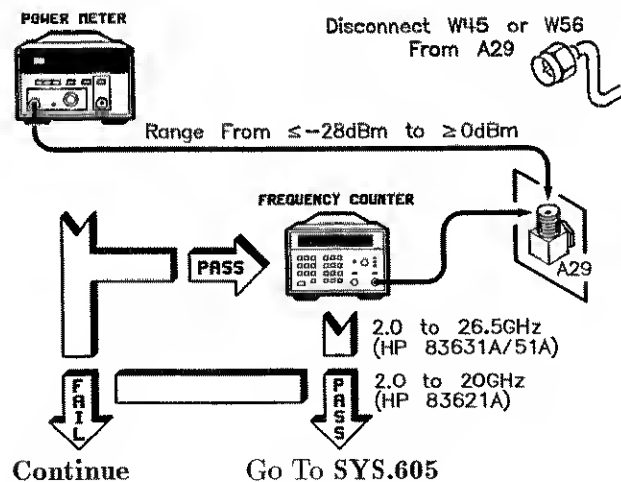 POWER METER
Disconnect W45 or W56
From A29
Range From ≤-28dBm to ≥0dBm
FREQUENCY COUNTER
PASS
A29
2.0 to 26.5GHz
(HP 83631A/51A)
FAIL
PASS
2.0 to 20GHz
(HP 83621A)
Continue
Go To SYS.605